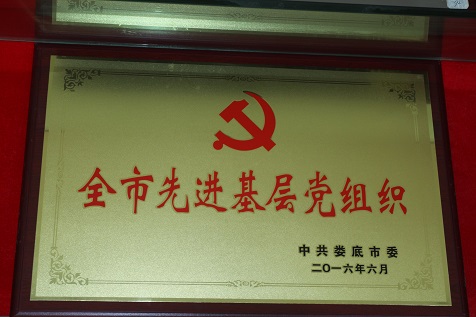 全市先进基层党组织
中共娄底市委
二〇一六年六月